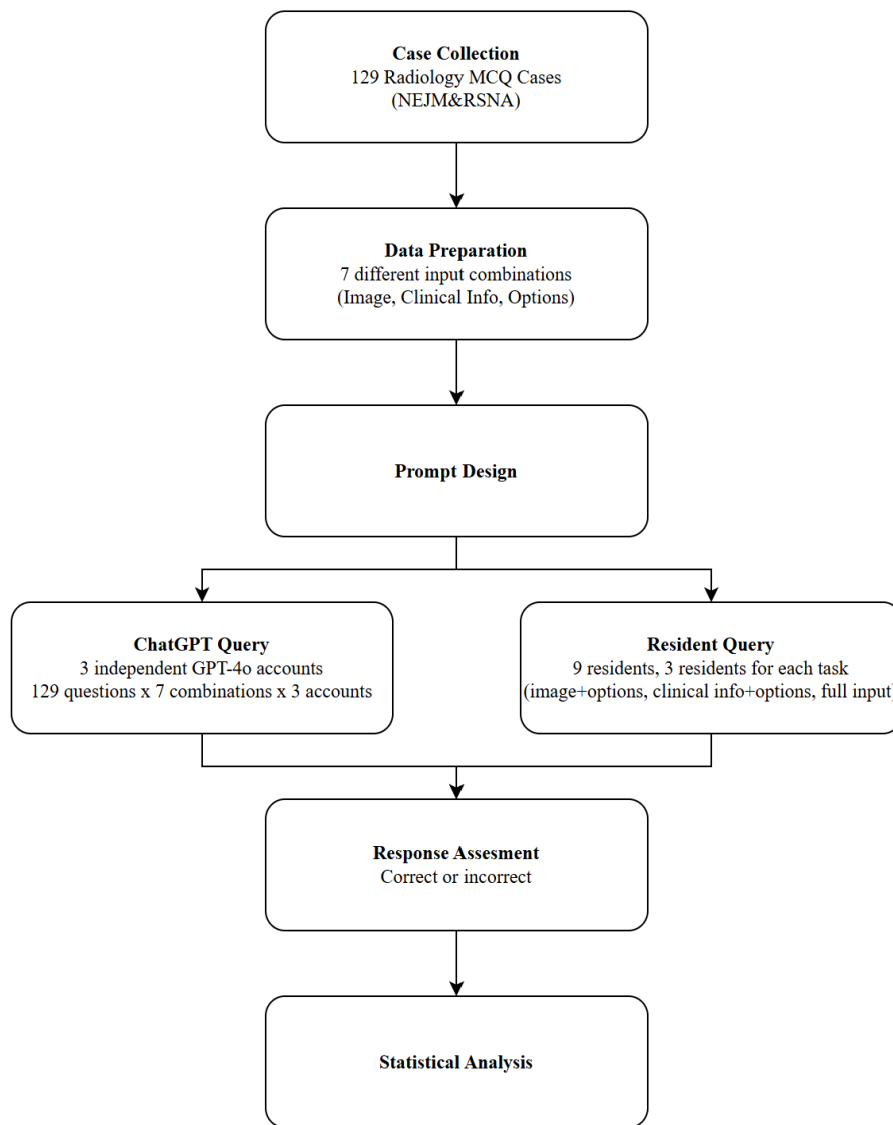 Case Collection
129 Radiology MCQ Cases
(NEJM&RSNA)
Data Preparation
7 different input combinations
(Image, Clinical Info, Options)
Prompt Design
ChatGPT Query
3 independent GPT-4o accounts
129 questions x 7 combinations x 3 accounts
Resident Query
9 residents, 3 residents for each task
(image+options, clinical info+options, full input)
Response Assesment
Correct or incorrect
Statistical Analysis